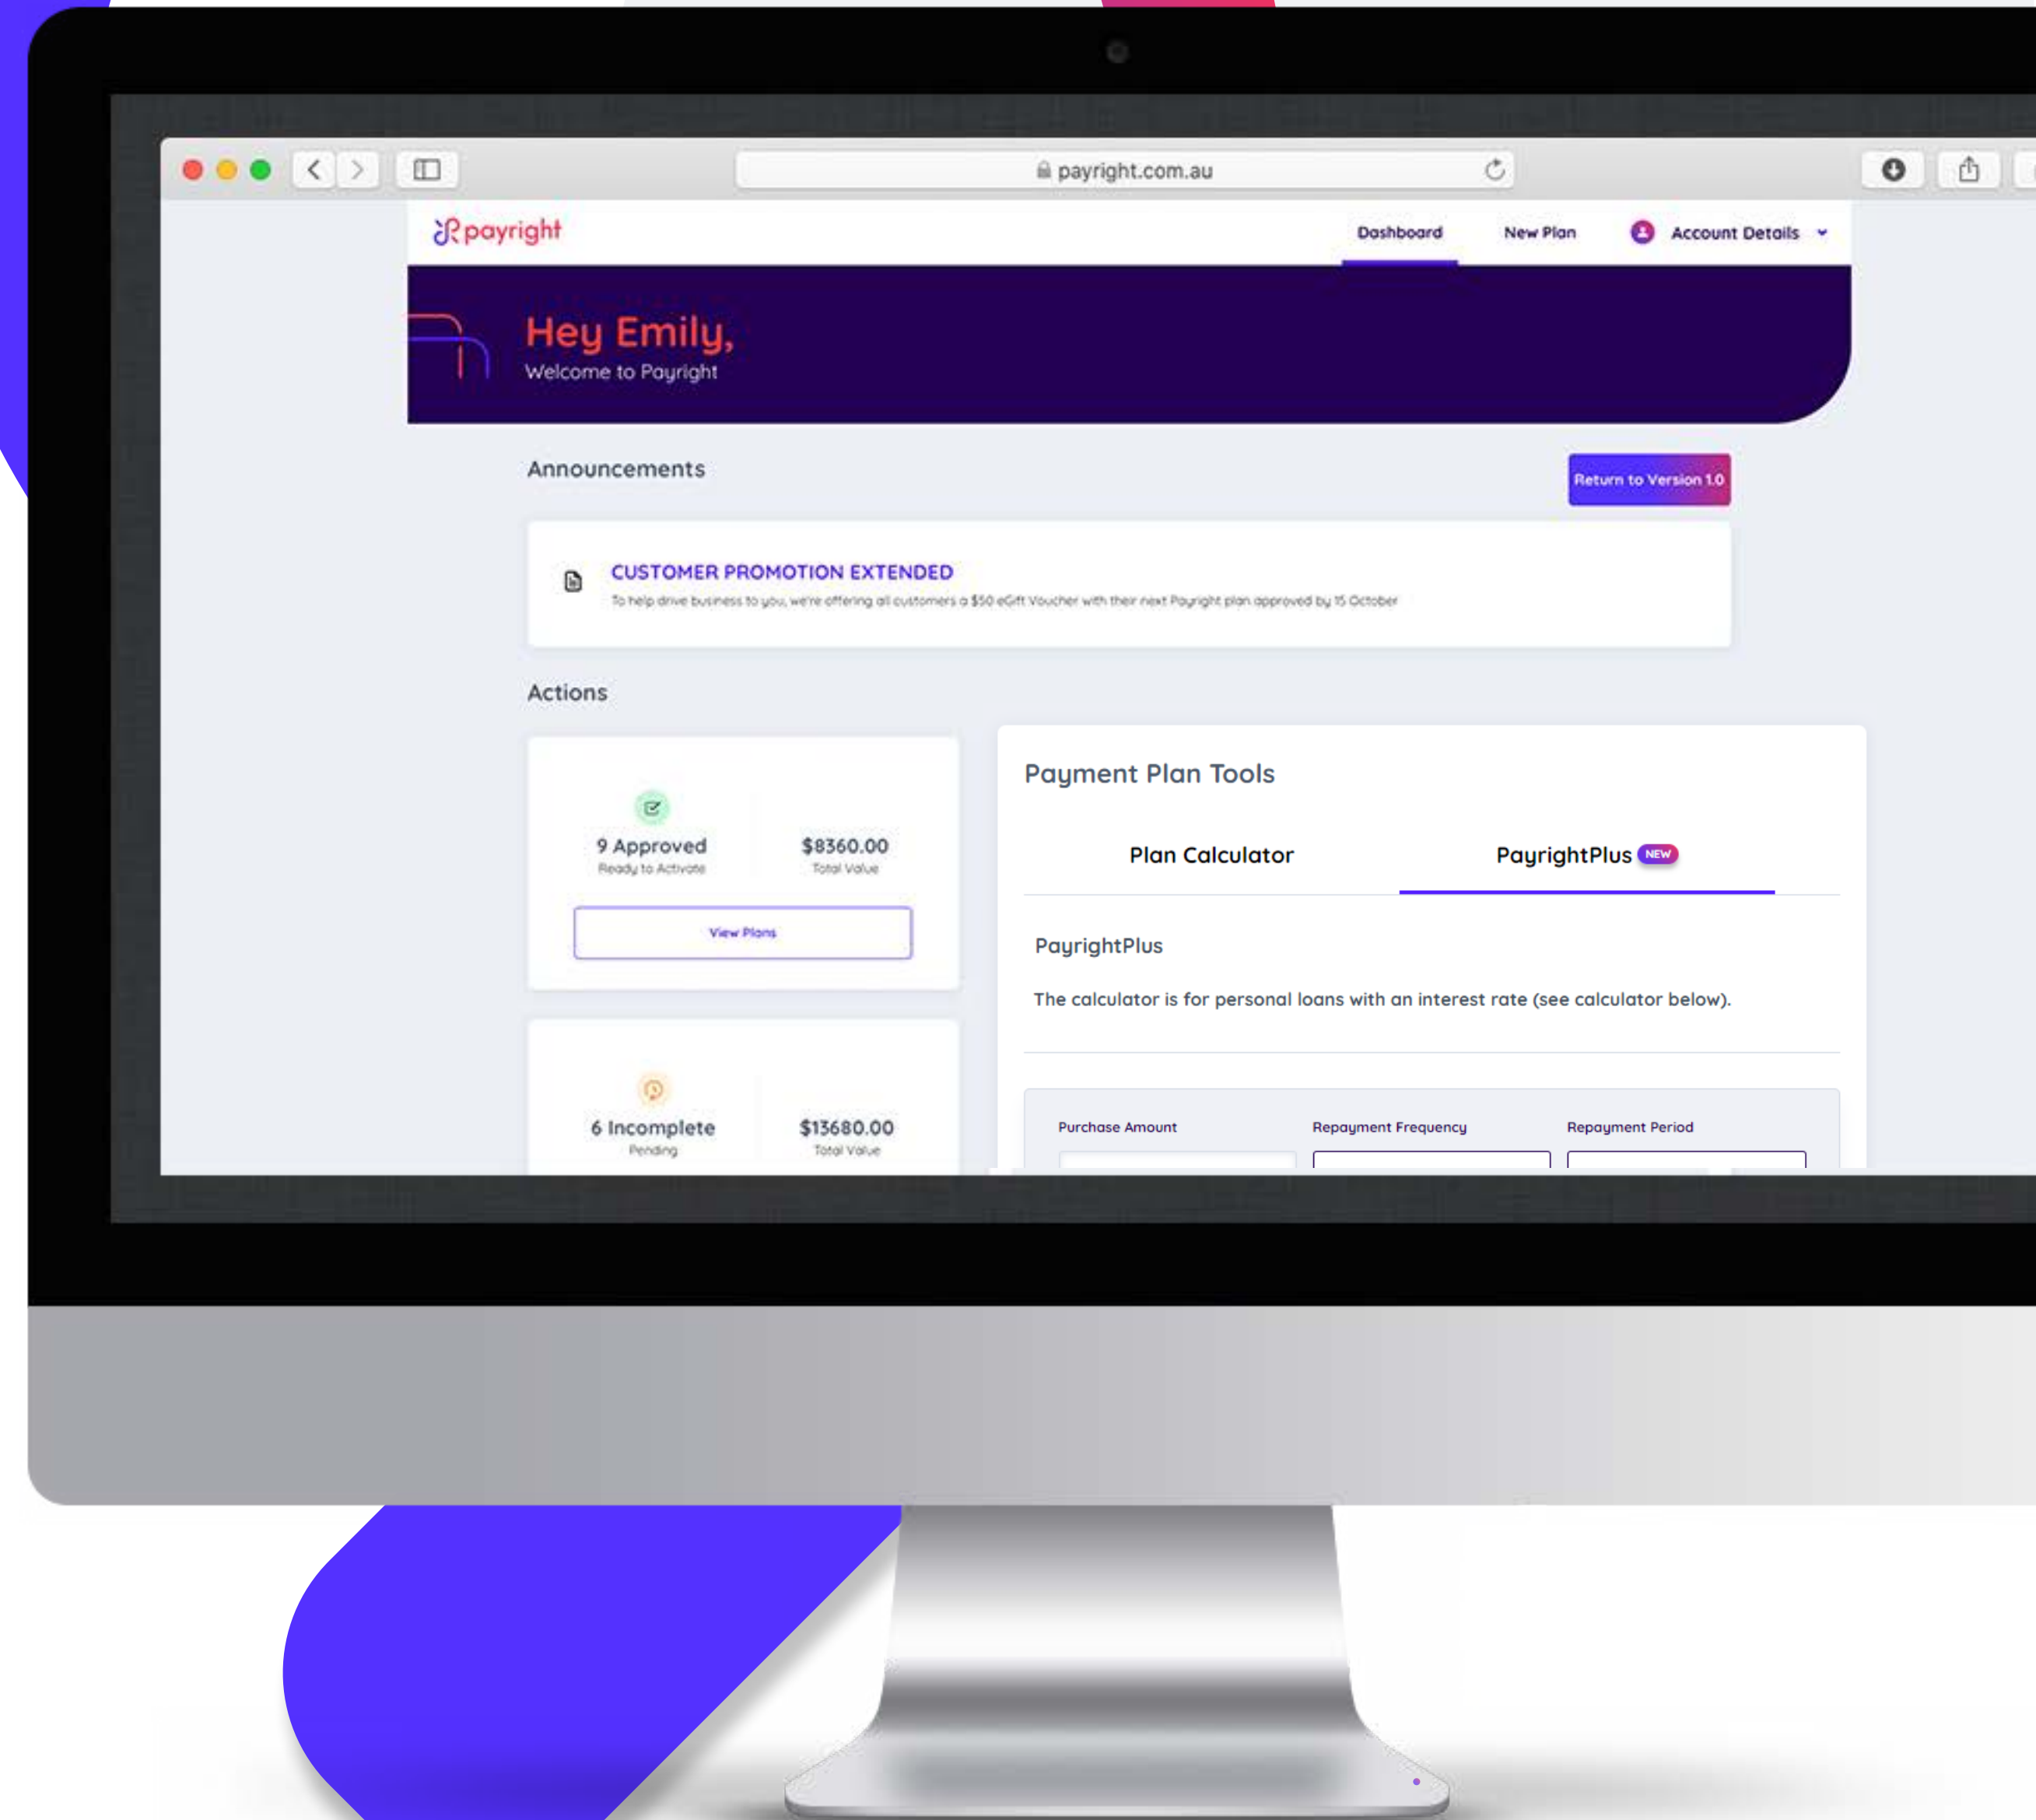 payright.com.au
payright
Dashboard
New Plan
Account Details
Hey Emily,
Welcome to Payright
Announcements
Return to Version 1.0
CUSTOMER PROMOTION EXTENDED
To help drive business to you, we're offering all customers a $50 eGift Voucher with their next Payright plan approved by 15 October
Actions
9 Approved
Ready to Activate
$8360.00
Total Value
View Plans
6 Incomplete
Pending
$13680.00
Total Value
Payment Plan Tools
Plan Calculator
PayrightPlus NEW
PayrightPlus
The calculator is for personal loans with an interest rate (see calculator below).
Purchase Amount
Repayment Frequency
Repayment Period